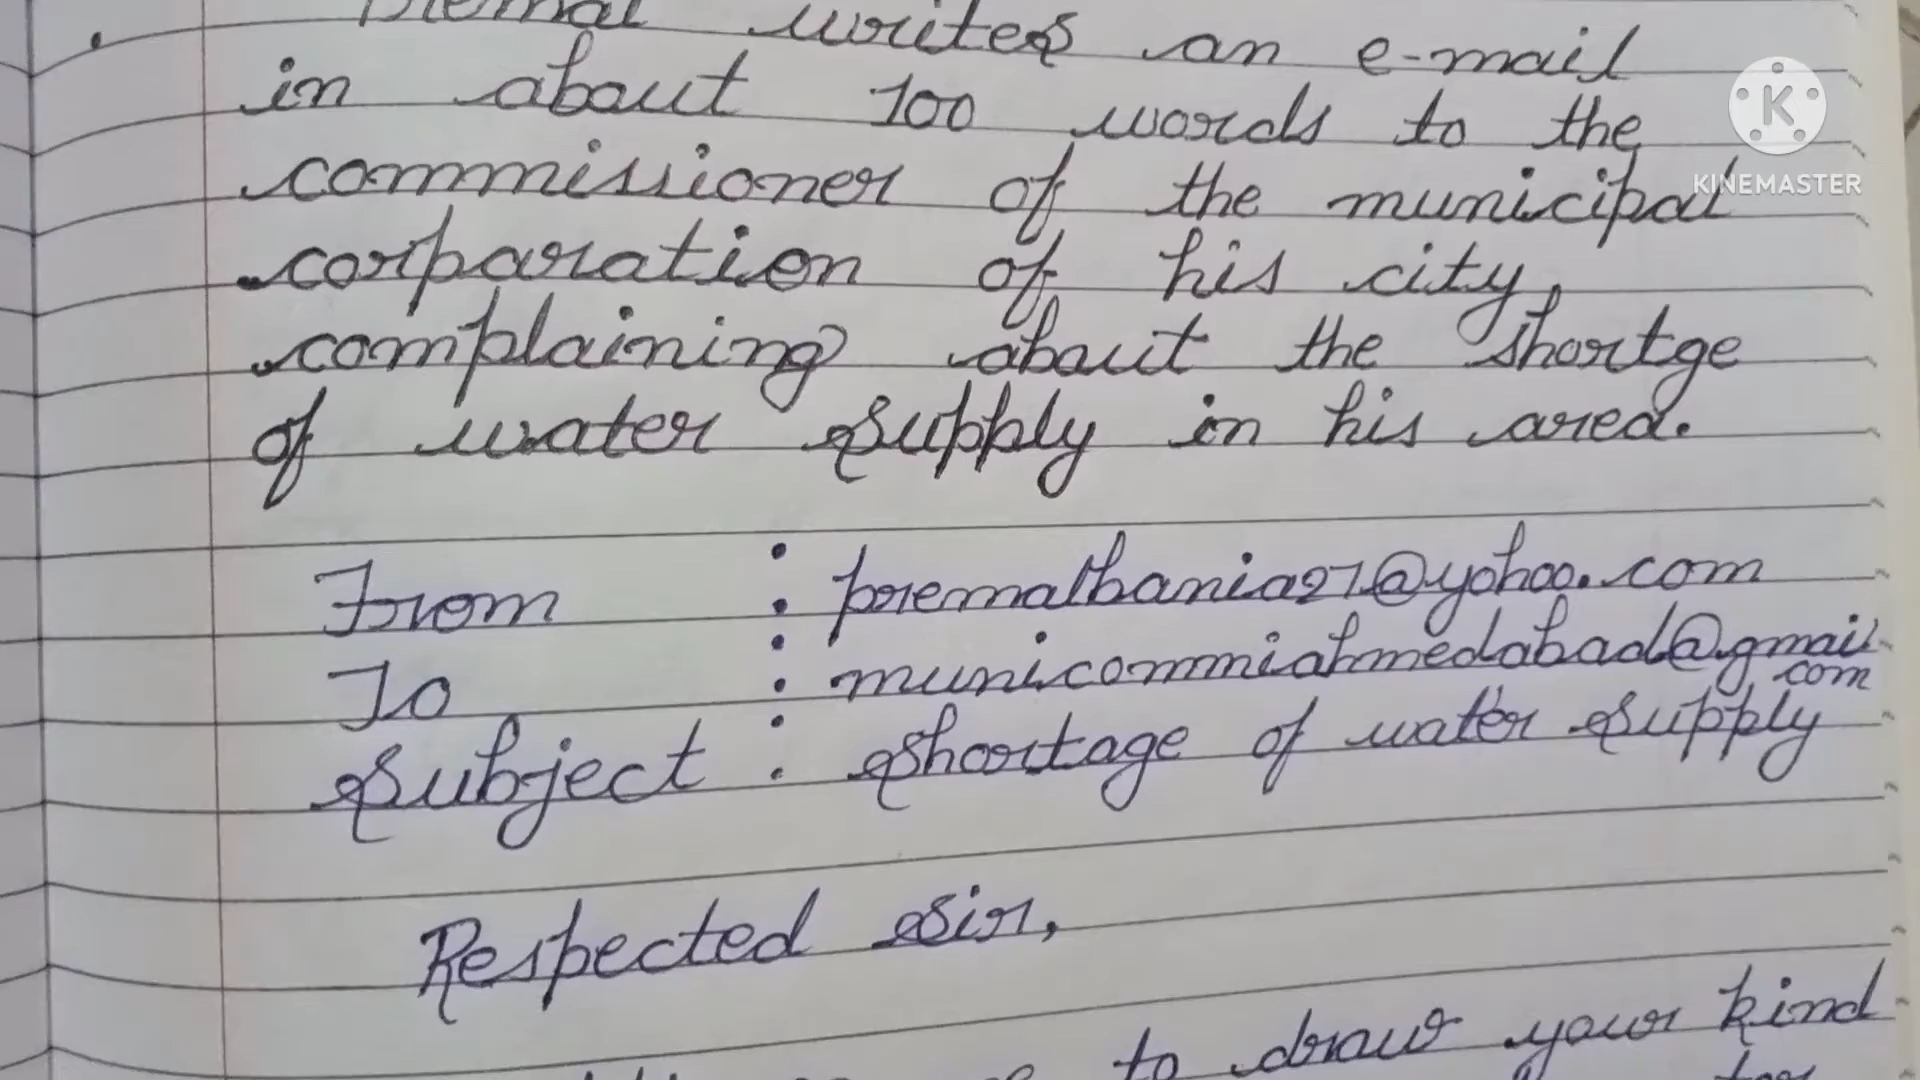 Premal writes an e-mail
in about 100 words to the
commissioner of the municipal
corparation of his city,
complaining about the shortge
of water supply in his area.
From : premalbania27@yohoo.com
To : municommiahmedabad@gmail.
com
Subject : Shortage of water supply
Respected Sir,
to draw your kind
K
KINEMASTER